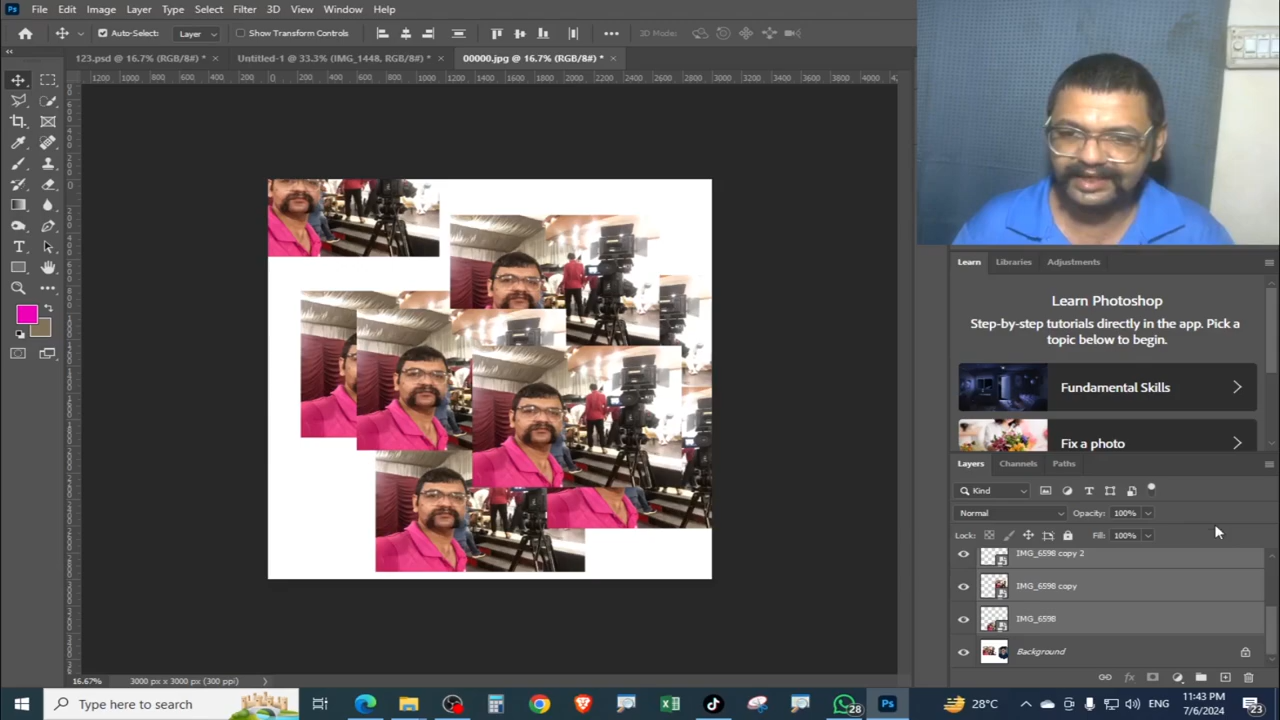 Ps File Edit Image Layer Type Select Filter 3D View Window Help
Auto-Select: Layer Show Transform Controls 3D Mode:
123.psd @ 16.7% (RGB/8#) * × Untitled-1 @ 33.3% (IMG_1448, RGB/8#) * × 00000.jpg @ 16.7% (RGB/8#) * ×
1200 1000 800 600 400 200 0 200 400 600 800 1000 1200 1400 1600 1800 2000 2200 2400 2600 2800 3000 3200 3400 3600 3800 4000
Learn Libraries Adjustments
Learn Photoshop
Step-by-step tutorials directly in the app. Pick a
topic below to begin.
Fundamental Skills
Fix a photo
Layers Channels Paths
Kind
Normal Opacity: 100%
Lock: Fill: 100%
IMG_6598 copy 2
IMG_6598 copy
IMG_6598
Background
16.67% 3000 px x 3000 px (300 ppi)
Type here to search
28
Ps
28°C
ENG
11:43 PM
7/6/2024
23